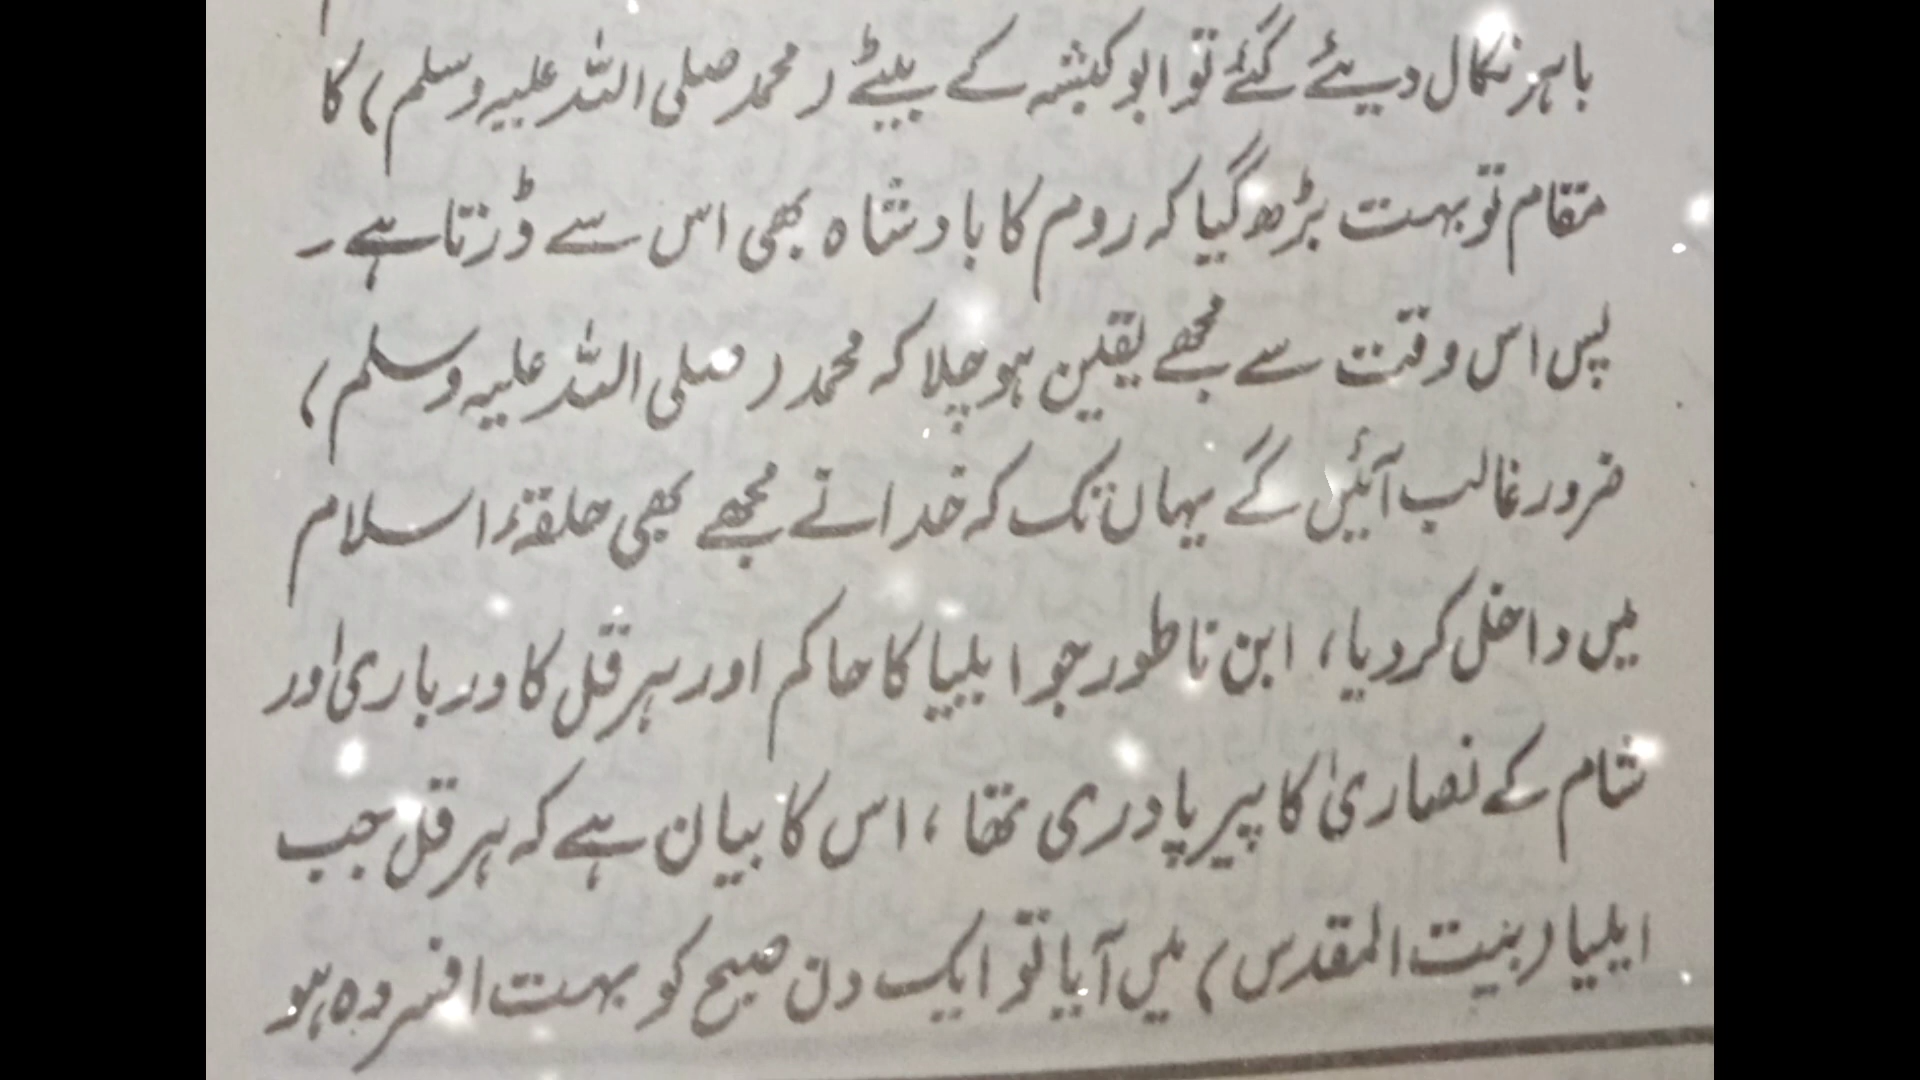 باہر نکال دیئے گئے تو ابو کبشہ کے بیٹے (محمد صلی اللہ علیہ وسلم) کا
مقام تو بہت بڑھ گیا کہ روم کا بادشاہ بھی اس سے ڈرتا ہے ۔
پس اس وقت سے مجھے یقین ہو چلا کہ محمد (صلی اللہ علیہ وسلم)
ضرور غالب آئیں گے یہاں تک کہ خدا نے مجھے بھی حلقۂ اسلام
میں داخل کر دیا، ابن ناطور جو ایلیا کا حاکم اور ہرقل کا درباری اور
شام کے نصاریٰ کا پیر پادری تھا ، اس کا بیان ہے کہ ہرقل جب
ایلیا (بیت المقدس) میں آیا تو ایک دن صبح کو بہت افسردہ ہو